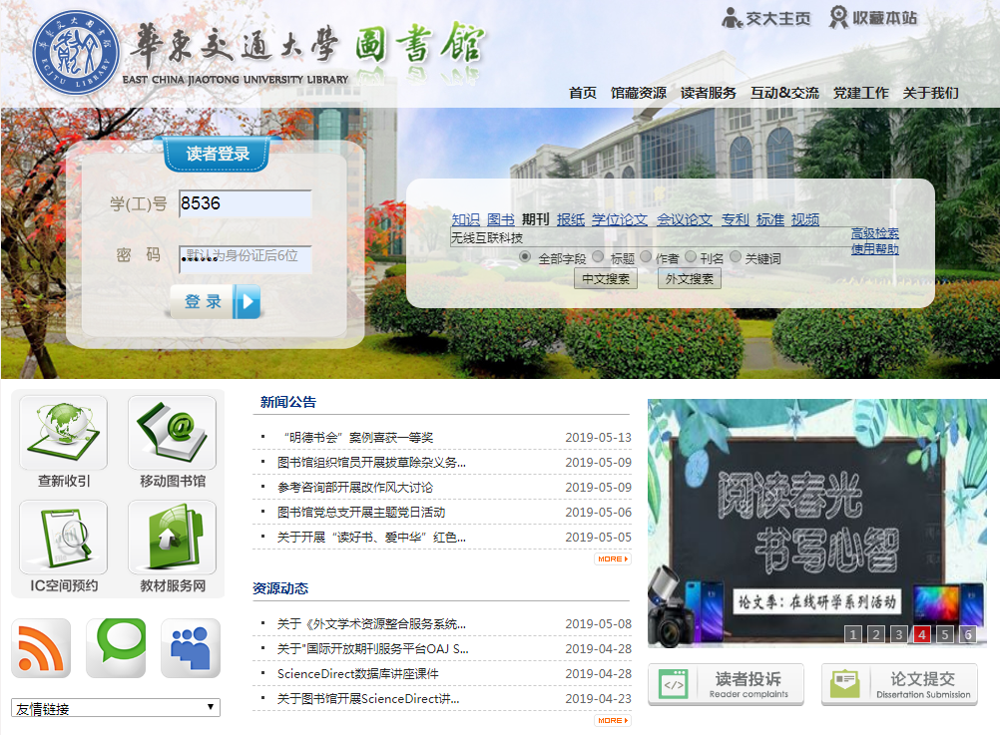 交大主页 收藏本站
華東交通大學 圖書館
EAST CHINA JIAOTONG UNIVERSITY LIBRARY
首页 馆藏资源 读者服务 互动&交流 党建工作 关于我们
读者登录
学(工)号 8536
密 码 默认为身份证后6位
登 录
知识 图书 期刊 报纸 学位论文 会议论文 专利 标准 视频
无线互联科技
高级检索
使用帮助
全部字段 标题 作者 刊名 关键词
中文搜索 外文搜索
查新收引 移动图书馆
IC空间预约 教材服务网
友情链接
新闻公告
“明德书会”案例喜获一等奖 2019-05-13
图书馆组织馆员开展拔草除杂义务... 2019-05-09
参考咨询部开展改作风大讨论 2019-05-09
图书馆党总支开展主题党日活动 2019-05-06
关于开展“读好书、爱中华”红色... 2019-05-05
MORE
资源动态
关于《外文学术资源整合服务系统... 2019-05-08
关于"国际开放期刊服务平台OAJ S... 2019-04-28
ScienceDirect数据库讲座课件 2019-04-28
关于图书馆开展ScienceDirect讲... 2019-04-23
MORE
阅读春光
书写心智
论文季：在线研学系列活动
1 2 3 4 5 6
读者投诉
Reader complaints
论文提交
Dissertation Submission